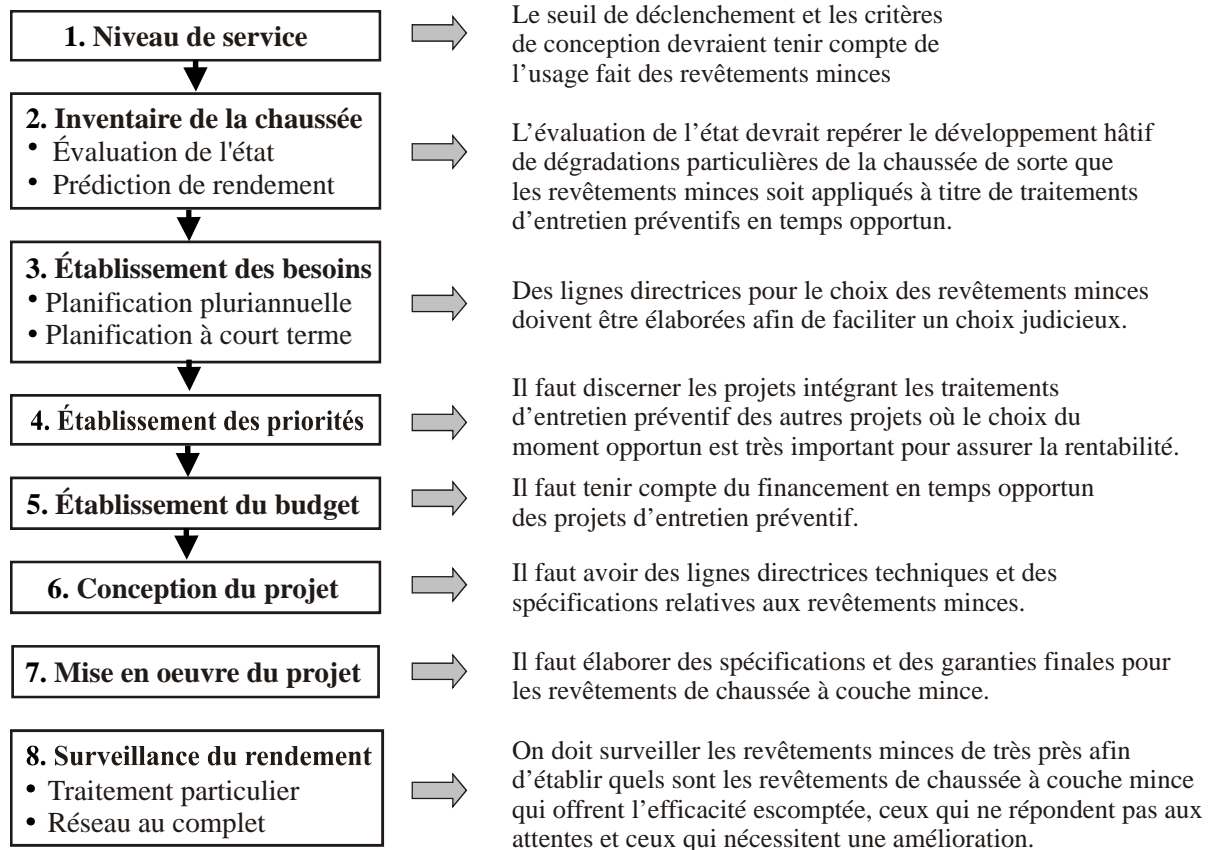 1. Niveau de service
Le seuil de déclenchement et les critères
de conception devraient tenir compte de
l’usage fait des revêtements minces
2. Inventaire de la chaussée
• Évaluation de l'état
• Prédiction de rendement
L’évaluation de l’état devrait repérer le développement hâtif
de dégradations particulières de la chaussée de sorte que
les revêtements minces soit appliqués à titre de traitements
d’entretien préventifs en temps opportun.
3. Établissement des besoins
• Planification pluriannuelle
• Planification à court terme
Des lignes directrices pour le choix des revêtements minces
doivent être élaborées afin de faciliter un choix judicieux.
4. Établissement des priorités
Il faut discerner les projets intégrant les traitements
d’entretien préventif des autres projets où le choix du
moment opportun est très important pour assurer la rentabilité.
5. Établissement du budget
Il faut tenir compte du financement en temps opportun
des projets d’entretien préventif.
6. Conception du projet
Il faut avoir des lignes directrices techniques et des
spécifications relatives aux revêtements minces.
7. Mise en oeuvre du projet
Il faut élaborer des spécifications et des garanties finales pour
les revêtements de chaussée à couche mince.
8. Surveillance du rendement
• Traitement particulier
• Réseau au complet
On doit surveiller les revêtements minces de très près afin
d’établir quels sont les revêtements de chaussée à couche mince
qui offrent l’efficacité escomptée, ceux qui ne répondent pas aux
attentes et ceux qui nécessitent une amélioration.